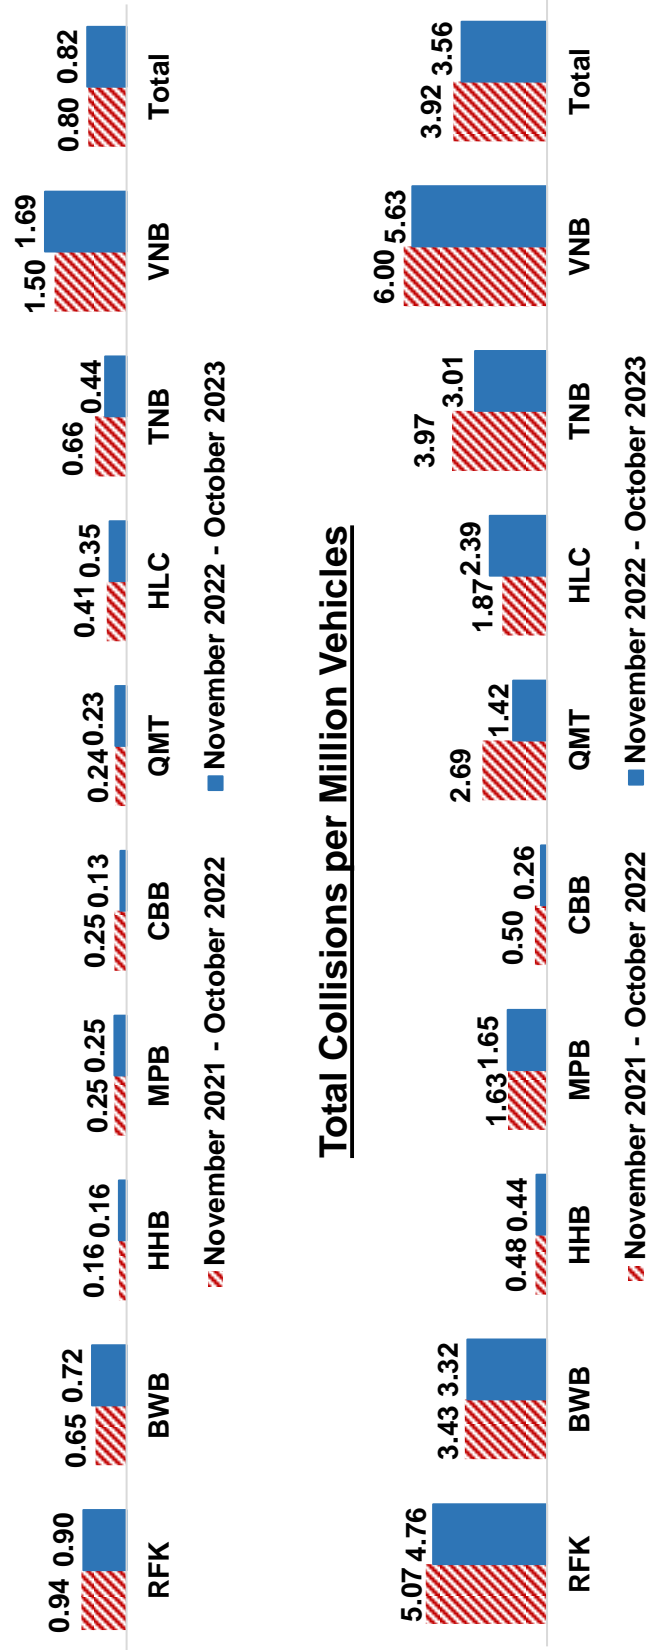 0.94 0.90 0.65 0.72 0.16 0.16 0.25 0.25 0.25 0.13 0.24 0.23 0.41 0.35 0.66 0.44 1.50 1.69 0.80 0.82
RFK BWB HHB MPB CBB QMT HLC TNB VNB Total
November 2021 - October 2022 November 2022 - October 2023
Total Collisions per Million Vehicles
5.07 4.76 3.43 3.32 0.48 0.44 1.63 1.65 0.50 0.26 2.69 1.42 1.87 2.39 3.97 3.01 6.00 5.63 3.92 3.56
RFK BWB HHB MPB CBB QMT HLC TNB VNB Total
November 2021 - October 2022 November 2022 - October 2023